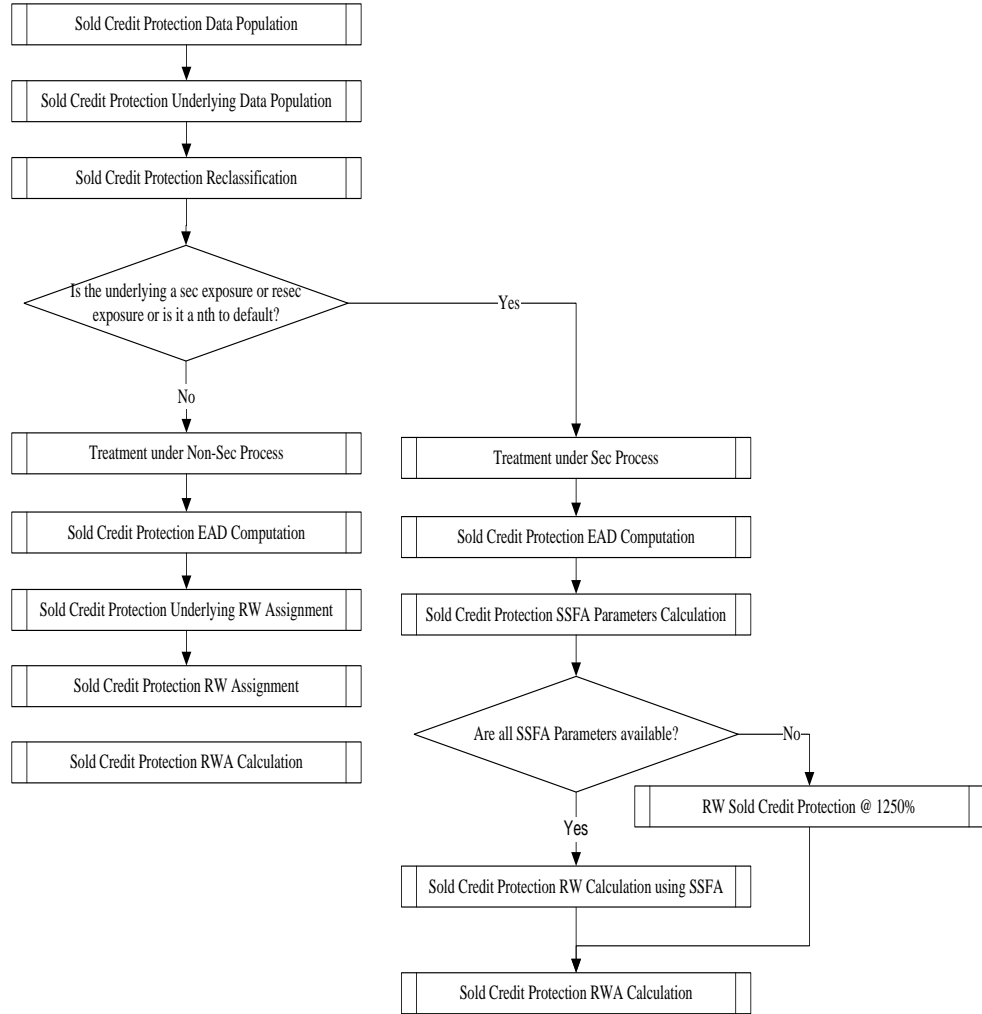 Sold Credit Protection Data Population
Sold Credit Protection Underlying Data Population
Sold Credit Protection Reclassification
Is the underlying a sec exposure or resec
exposure or is it a nth to default?
Yes
No
Treatment under Non-Sec Process
Sold Credit Protection EAD Computation
Sold Credit Protection Underlying RW Assignment
Sold Credit Protection RW Assignment
Sold Credit Protection RWA Calculation
Treatment under Sec Process
Sold Credit Protection EAD Computation
Sold Credit Protection SSFA Parameters Calculation
Are all SSFA Parameters available?
No
RW Sold Credit Protection @ 1250%
Yes
Sold Credit Protection RW Calculation using SSFA
Sold Credit Protection RWA Calculation